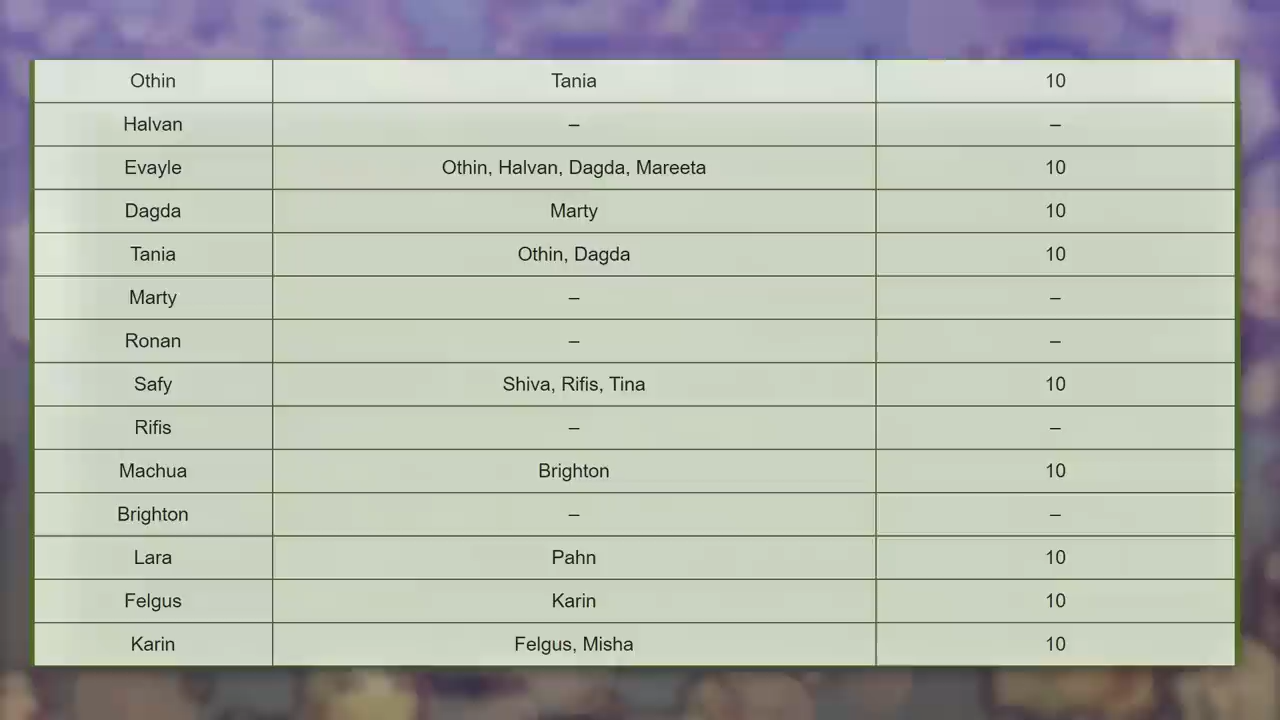 Othin Tania 10
Halvan – –
Evayle Othin, Halvan, Dagda, Mareeta 10
Dagda Marty 10
Tania Othin, Dagda 10
Marty – –
Ronan – –
Safy Shiva, Rifis, Tina 10
Rifis – –
Machua Brighton 10
Brighton – –
Lara Pahn 10
Felgus Karin 10
Karin Felgus, Misha 10